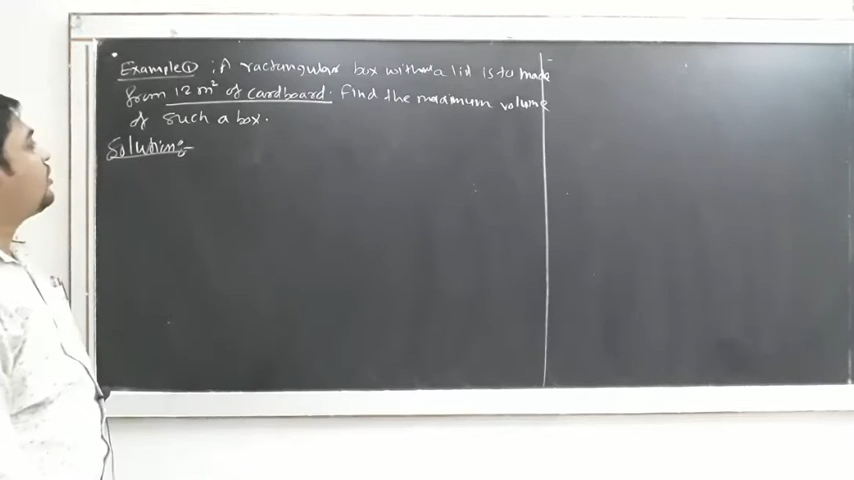 Example① : A ractangular box without a lid is to made
from 12 m² of cardboard. Find the maximum volume
of such a box.
Solution:-